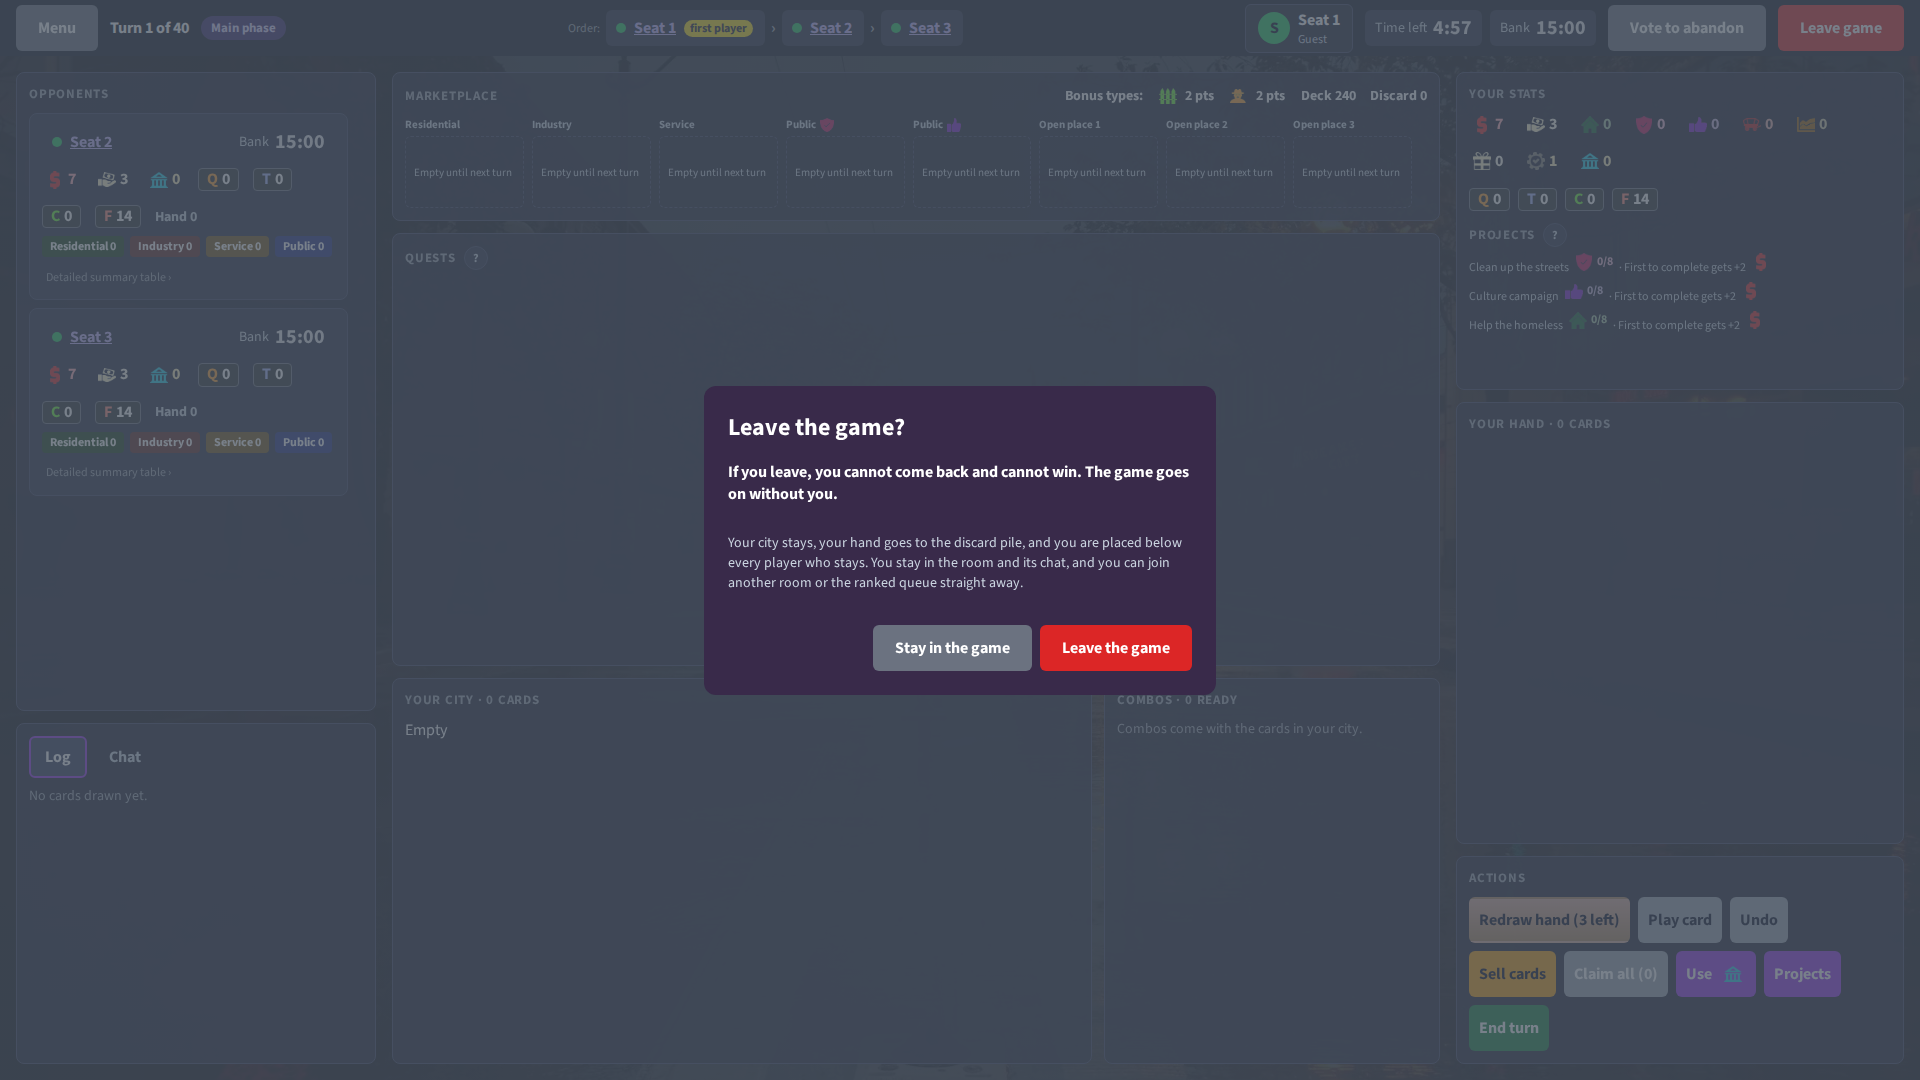 Menu
Turn 1 of 40
Main phase
Order:
Seat 1 first player › Seat 2 › Seat 3
S
Seat 1
Guest
Time left 4:57
Bank 15:00
Vote to abandon
Leave game
OPPONENTS
Seat 2
Bank 15:00
7 3 0 Q 0 T 0
C 0 F 14 Hand 0
Residential 0 Industry 0 Service 0 Public 0
Detailed summary table ›
Seat 3
Bank 15:00
7 3 0 Q 0 T 0
C 0 F 14 Hand 0
Residential 0 Industry 0 Service 0 Public 0
Detailed summary table ›
Log
Chat
No cards drawn yet.
MARKETPLACE
Bonus types: 2 pts 2 pts Deck 240 Discard 0
Residential Industry Service Public Public Open place 1 Open place 2 Open place 3
Empty until next turn Empty until next turn Empty until next turn Empty until next turn Empty until next turn Empty until next turn Empty until next turn Empty until next turn
QUESTS ?
Leave the game?
If you leave, you cannot come back and cannot win. The game goes
on without you.
Your city stays, your hand goes to the discard pile, and you are placed below
every player who stays. You stay in the room and its chat, and you can join
another room or the ranked queue straight away.
Stay in the game
Leave the game
YOUR CITY · 0 CARDS
Empty
COMBOS · 0 READY
Combos come with the cards in your city.
YOUR STATS
7 3 0 0 0 0 0
0 1 0
Q 0 T 0 C 0 F 14
PROJECTS ?
Clean up the streets 0/8 · First to complete gets +2
Culture campaign 0/8 · First to complete gets +2
Help the homeless 0/8 · First to complete gets +2
YOUR HAND · 0 CARDS
ACTIONS
Redraw hand (3 left) Play card Undo
Sell cards Claim all (0) Use Projects
End turn